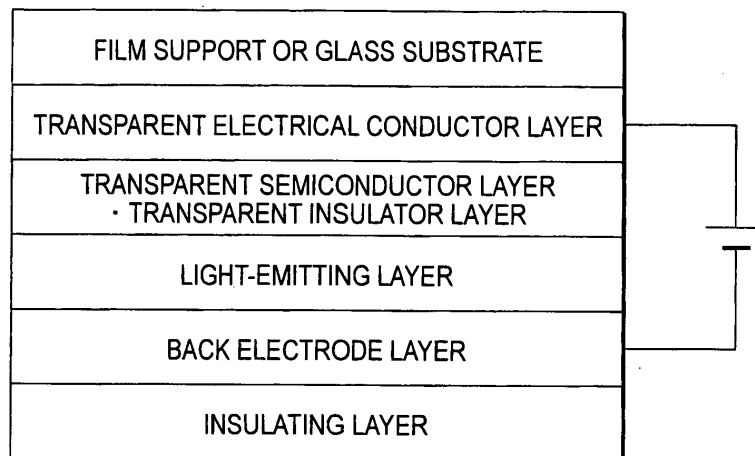 FILM SUPPORT OR GLASS SUBSTRATE
TRANSPARENT ELECTRICAL CONDUCTOR LAYER
TRANSPARENT SEMICONDUCTOR LAYER
· TRANSPARENT INSULATOR LAYER
LIGHT-EMITTING LAYER
BACK ELECTRODE LAYER
INSULATING LAYER